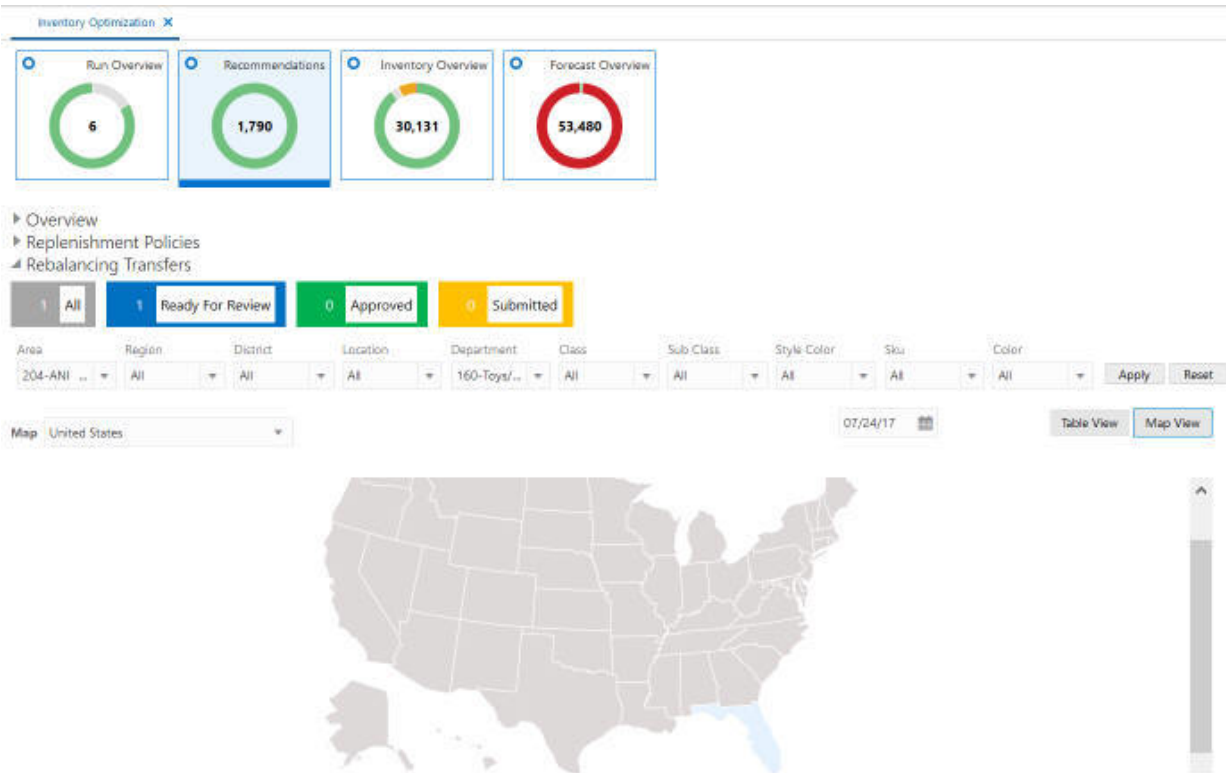 Inventory Optimization X
Run Overview
6
Recommendations
1,790
Inventory Overview
30,131
Forecast Overview
53,480
Overview
Replenishment Policies
Rebalancing Transfers
1 All 1 Ready For Review 0 Approved 0 Submitted
Area Region District Location Department Class Sub Class Style Color Sku Color
204-ANI ... All All All 160-Toys/... All All All All All Apply Reset
Map United States 07/24/17 Table View Map View